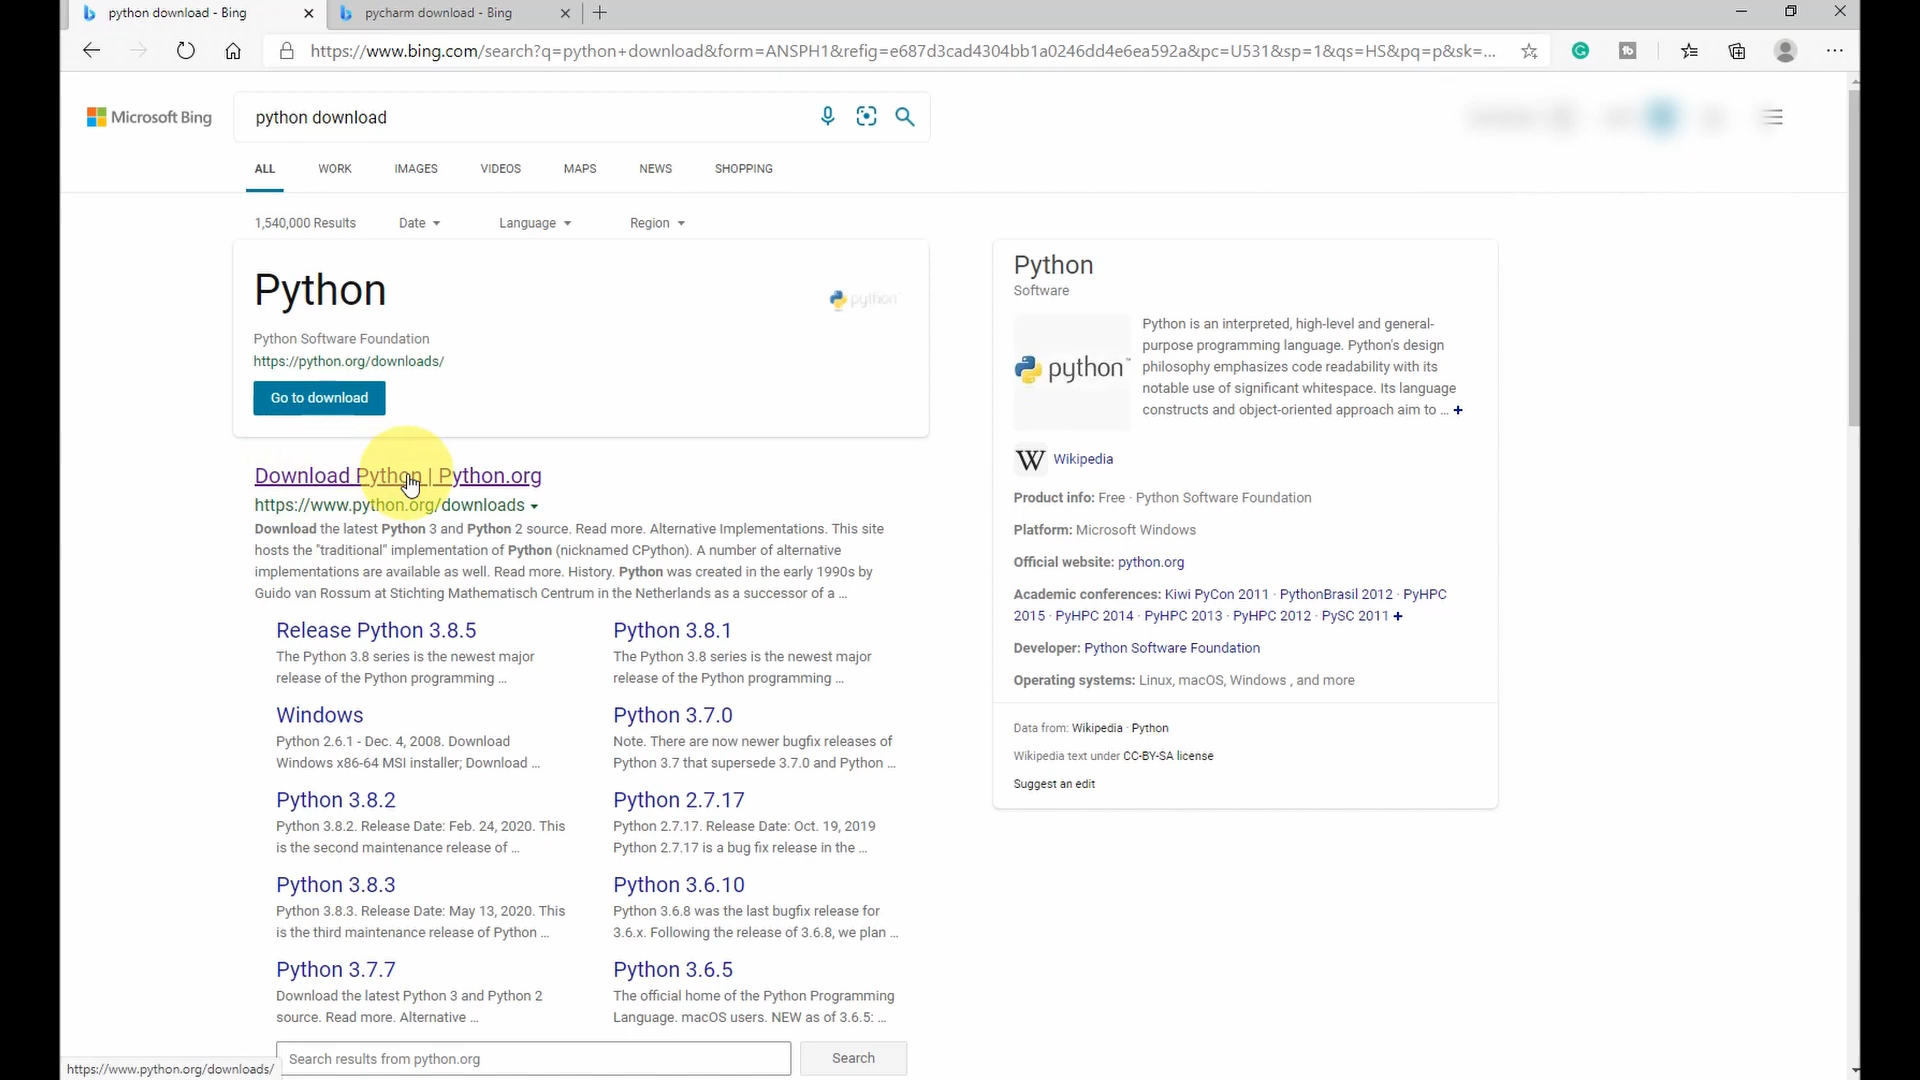 python download - Bing
pycharm download - Bing
https://www.bing.com/search?q=python+download&form=ANSPH1&refig=e687d3cad4304bb1a0246dd4e6ea592a&pc=U531&sp=1&qs=HS&pq=p&sk=...
Microsoft Bing
python download
ALL WORK IMAGES VIDEOS MAPS NEWS SHOPPING
1,540,000 Results Date Language Region
Python
python
Python Software Foundation
https://python.org/downloads/
Go to download
Download Python | Python.org
https://www.python.org/downloads
Download the latest Python 3 and Python 2 source. Read more. Alternative Implementations. This site
hosts the "traditional" implementation of Python (nicknamed CPython). A number of alternative
implementations are available as well. Read more. History. Python was created in the early 1990s by
Guido van Rossum at Stichting Mathematisch Centrum in the Netherlands as a successor of a ...
Release Python 3.8.5
The Python 3.8 series is the newest major
release of the Python programming ...
Python 3.8.1
The Python 3.8 series is the newest major
release of the Python programming ...
Windows
Python 2.6.1 - Dec. 4, 2008. Download
Windows x86-64 MSI installer; Download ...
Python 3.7.0
Note. There are now newer bugfix releases of
Python 3.7 that supersede 3.7.0 and Python ...
Python 3.8.2
Python 3.8.2. Release Date: Feb. 24, 2020. This
is the second maintenance release of ...
Python 2.7.17
Python 2.7.17. Release Date: Oct. 19, 2019
Python 2.7.17 is a bug fix release in the ...
Python 3.8.3
Python 3.8.3. Release Date: May 13, 2020. This
is the third maintenance release of Python ...
Python 3.6.10
Python 3.6.8 was the last bugfix release for
3.6.x. Following the release of 3.6.8, we plan ...
Python 3.7.7
Download the latest Python 3 and Python 2
source. Read more. Alternative ...
Python 3.6.5
The official home of the Python Programming
Language. macOS users. NEW as of 3.6.5: ...
Search results from python.org
Search
Python
Software
python™
Python is an interpreted, high-level and general-
purpose programming language. Python's design
philosophy emphasizes code readability with its
notable use of significant whitespace. Its language
constructs and object-oriented approach aim to ... +
W Wikipedia
Product info: Free · Python Software Foundation
Platform: Microsoft Windows
Official website: python.org
Academic conferences: Kiwi PyCon 2011 · PythonBrasil 2012 · PyHPC
2015 · PyHPC 2014 · PyHPC 2013 · PyHPC 2012 · PySC 2011 +
Developer: Python Software Foundation
Operating systems: Linux, macOS, Windows , and more
Data from: Wikipedia · Python
Wikipedia text under CC-BY-SA license
Suggest an edit
https://www.python.org/downloads/